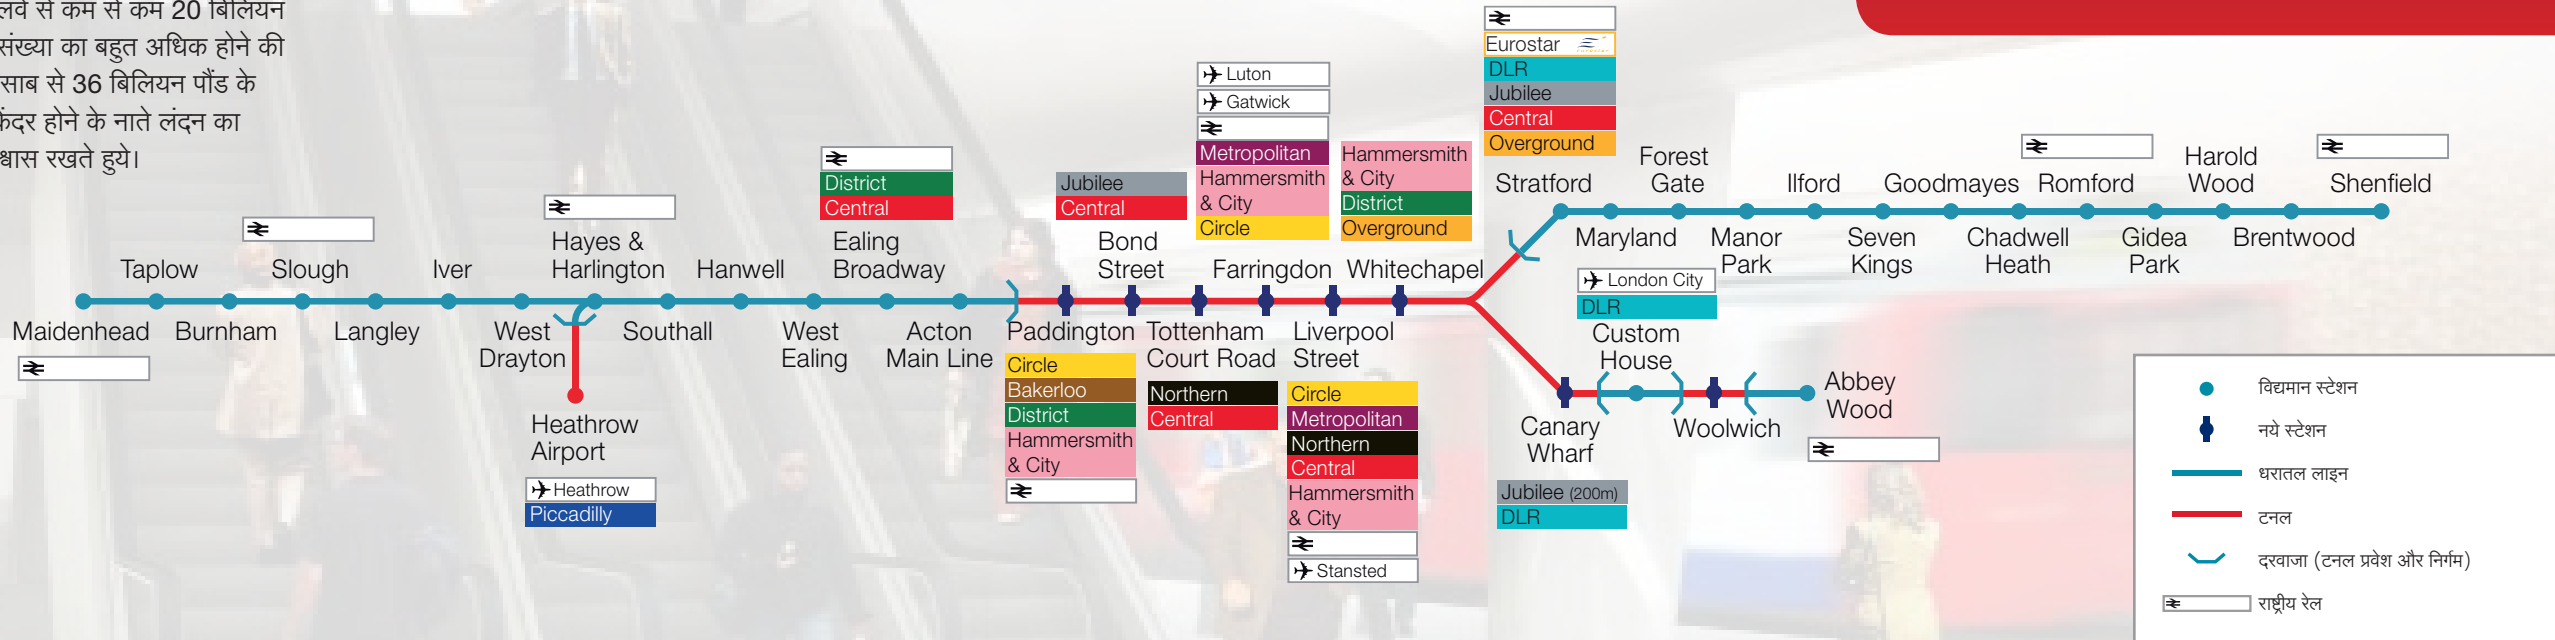 लवे से कम से कम 20 बिलियन
संख्या का बहुत अधिक होने की
साब से 36 बिलियन पौंड के
केंदर होने के नाते लंदन का
श्वास रखते हुये।
Maidenhead
Taplow
Burnham
Slough
Langley
Iver
West
Drayton
Hayes &
Harlington
Heathrow
Airport
Heathrow
Piccadilly
Southall
Hanwell
West
Ealing
District
Central
Ealing
Broadway
Acton
Main Line
Paddington
Circle
Bakerloo
District
Hammersmith
& City
Jubilee
Central
Bond
Street
Tottenham
Court Road
Northern
Central
Luton
Gatwick
Metropolitan
Hammersmith
& City
Circle
Farringdon
Liverpool
Street
Circle
Metropolitan
Northern
Central
Hammersmith
& City
Stansted
Hammersmith
& City
District
Overground
Whitechapel
Eurostar
DLR
Jubilee
Central
Overground
Stratford
Maryland
Forest
Gate
Manor
Park
Ilford
Seven
Kings
Goodmayes
Chadwell
Heath
Romford
Gidea
Park
Harold
Wood
Brentwood
Shenfield
London City
DLR
Custom
House
Canary
Wharf
Jubilee (200m)
DLR
Woolwich
Abbey
Wood
विद्यमान स्टेशन
नये स्टेशन
धरातल लाइन
टनल
दरवाजा (टनल प्रवेश और निर्गम)
राष्ट्रीय रेल